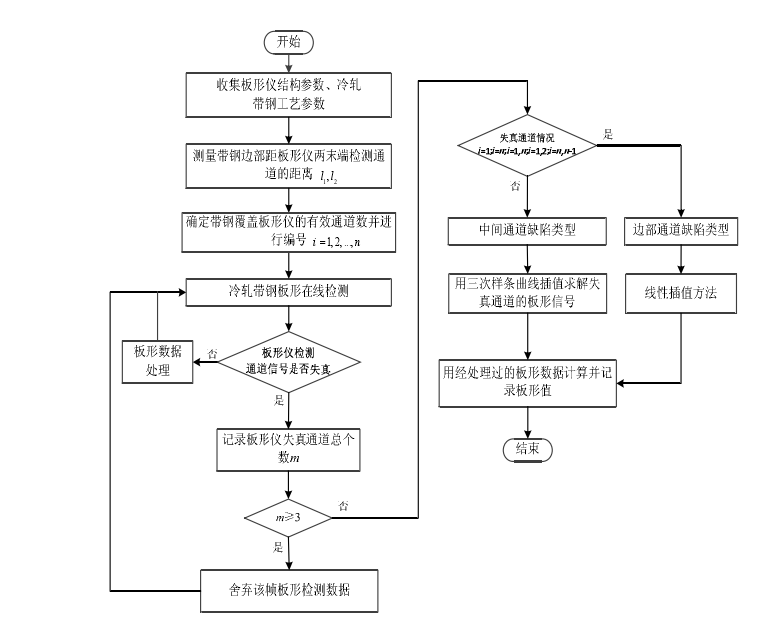 开始
收集板形仪结构参数、冷轧
带钢工艺参数
测量带钢边部距板形仪两末端检测通
道的距离 l₁,l₂
确定带钢覆盖板形仪的有效通道数并进
行编号 i=1,2,..,n
冷轧带钢板形在线检测
板形仪检测
通道信号是否失真
否
板形数据
处理
是
记录板形仪失真通道总个
数m
m≥3
否
是
舍弃该帧板形检测数据
失真通道情况
i=1;i=n;i=1,n;i=1,2;i=n,n-1
是
否
中间通道缺陷类型
边部通道缺陷类型
用三次样条曲线插值求解失
真通道的板形信号
线性插值方法
用经处理过的板形数据计算并记
录板形值
结束